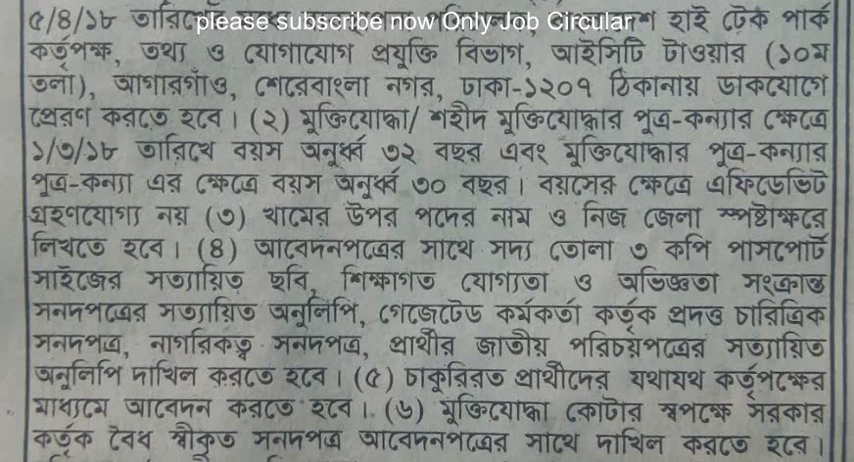 ৫/৪/১৮ তারিখের
please subscribe now Only Job Circular
হাই টেক পার্ক
কর্তৃপক্ষ, তথ্য ও যোগাযোগ প্রযুক্তি বিভাগ, আইসিটি টাওয়ার (১০ম
তলা), আগারগাঁও, শেরেবাংলা নগর, ঢাকা-১২০৭ ঠিকানায় ডাকযোগে
প্রেরণ করতে হবে। (২) মুক্তিযোদ্ধা/ শহীদ মুক্তিযোদ্ধার পুত্র-কন্যার ক্ষেত্রে
১/৩/১৮ তারিখে বয়স অনূর্ধ্ব ৩২ বছর এবং মুক্তিযোদ্ধার পুত্র-কন্যার
পুত্র-কন্যা এর ক্ষেত্রে বয়স অনূর্ধ্ব ৩০ বছর। বয়সের ক্ষেত্রে এফিডেভিট
গ্রহণযোগ্য নয় (৩) খামের উপর পদের নাম ও নিজ জেলা স্পষ্টাক্ষরে
লিখতে হবে। (৪) আবেদনপত্রের সাথে সদ্য তোলা ৩ কপি পাসপোর্ট
সাইজের সত্যায়িত ছবি, শিক্ষাগত যোগ্যতা ও অভিজ্ঞতা সংক্রান্ত
সনদপত্রের সত্যায়িত অনুলিপি, গেজেটেড কর্মকর্তা কর্তৃক প্রদত্ত চারিত্রিক
সনদপত্র, নাগরিকত্ব সনদপত্র, প্রার্থীর জাতীয় পরিচয়পত্রের সত্যায়িত
অনুলিপি দাখিল করতে হবে। (৫) চাকুরিরত প্রার্থীদের যথাযথ কর্তৃপক্ষের
মাধ্যমে আবেদন করতে হবে। (৬) মুক্তিযোদ্ধা কোটার স্বপক্ষে সরকার
কর্তৃক বৈধ স্বীকৃত সনদপত্র আবেদনপত্রের সাথে দাখিল করতে হবে।